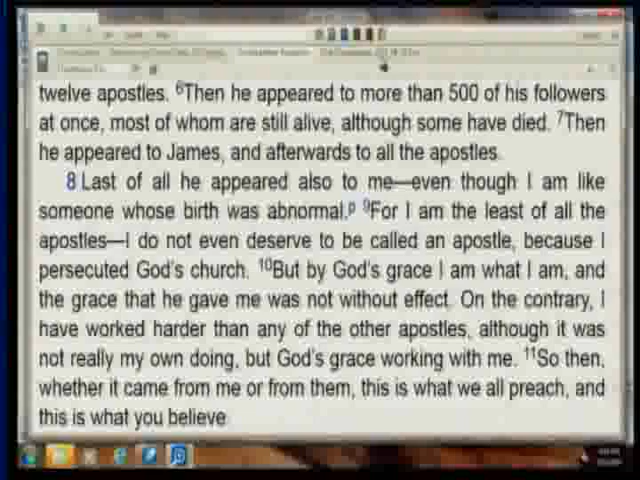 twelve apostles. ⁶Then he appeared to more than 500 of his followers
at once, most of whom are still alive, although some have died. ⁷Then
he appeared to James, and afterwards to all the apostles.
8 Last of all he appeared also to me—even though I am like
someone whose birth was abnormal.p ⁹For I am the least of all the
apostles—I do not even deserve to be called an apostle, because I
persecuted God's church. ¹⁰But by God's grace I am what I am, and
the grace that he gave me was not without effect. On the contrary, I
have worked harder than any of the other apostles, although it was
not really my own doing, but God's grace working with me. ¹¹So then,
whether it came from me or from them, this is what we all preach, and
this is what you believe